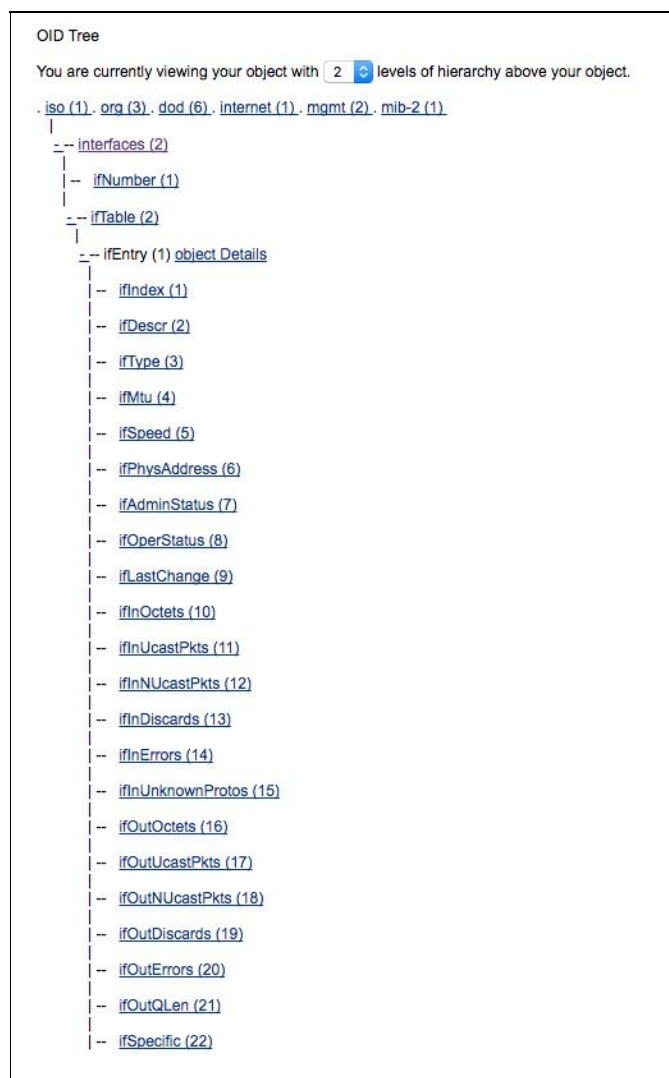 OID Tree
You are currently viewing your object with 2 levels of hierarchy above your object.
. iso (1) . org (3) . dod (6) . internet (1) . mgmt (2) . mib-2 (1)
|
- -- interfaces (2)
|
|-- ifNumber (1)
|
- -- ifTable (2)
|
- -- ifEntry (1) object Details
|
|-- ifIndex (1)
|
|-- ifDescr (2)
|
|-- ifType (3)
|
|-- ifMtu (4)
|
|-- ifSpeed (5)
|
|-- ifPhysAddress (6)
|
|-- ifAdminStatus (7)
|
|-- ifOperStatus (8)
|
|-- ifLastChange (9)
|
|-- ifInOctets (10)
|
|-- ifInUcastPkts (11)
|
|-- ifInNUcastPkts (12)
|
|-- ifInDiscards (13)
|
|-- ifInErrors (14)
|
|-- ifInUnknownProtos (15)
|
|-- ifOutOctets (16)
|
|-- ifOutUcastPkts (17)
|
|-- ifOutNUcastPkts (18)
|
|-- ifOutDiscards (19)
|
|-- ifOutErrors (20)
|
|-- ifOutQLen (21)
|
|-- ifSpecific (22)